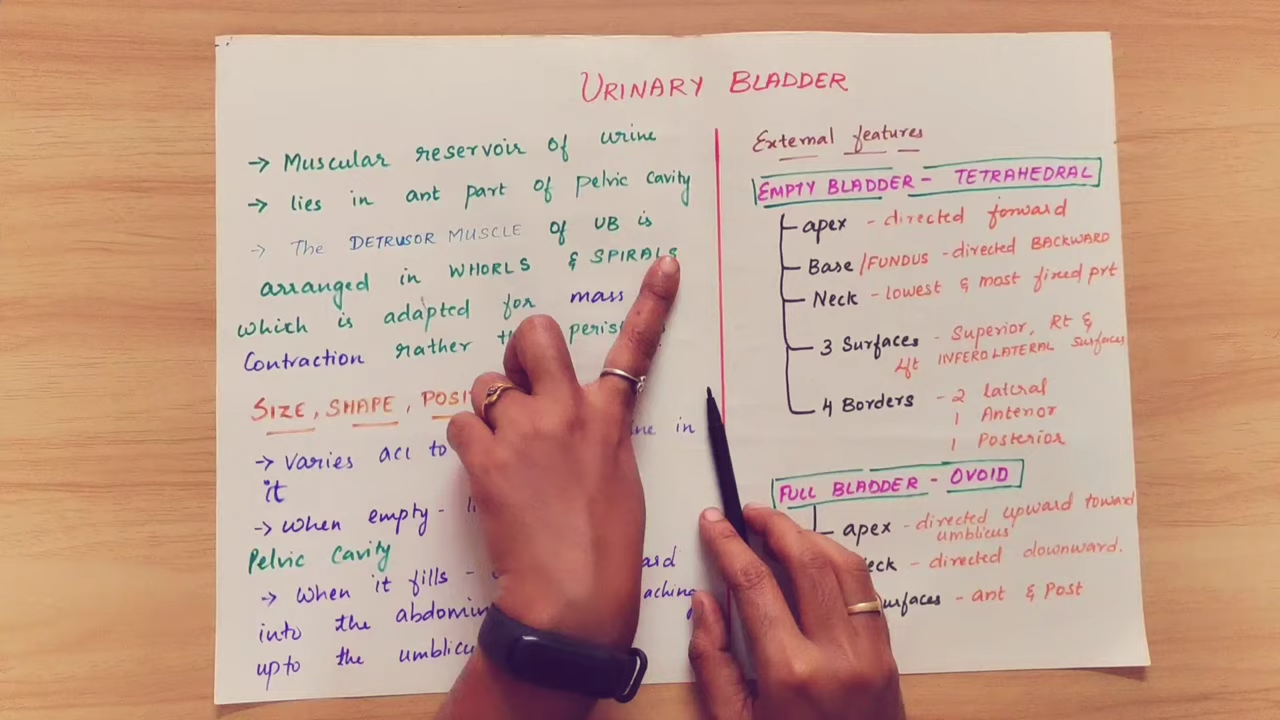 URINARY BLADDER
→ Muscular reservoir of urine
→ lies in ant part of pelvic cavity
→ The DETRUSOR MUSCLE of UB is
arranged in WHORLS & SPIRALS
which is adapted for mass
Contraction rather
SIZE, SHAPE,
→ varies acc to in
it
→ When empty -
Pelvic cavity
→ When it fills -
into the
upto the
External features
EMPTY BLADDER - TETRAHEDRAL
apex - directed forward
Base/FUNDUS - directed BACKWARD
Neck - lowest & most fixed prt
3 Surfaces - Superior, Rt &
Lft INFEROLATERAL Surfaces
4 Borders - 2 lateral
1 Anterior
1 Posterior
FULL BLADDER - OVOID
apex - directed upward toward
umblicus
- directed downward.
- ant & Post